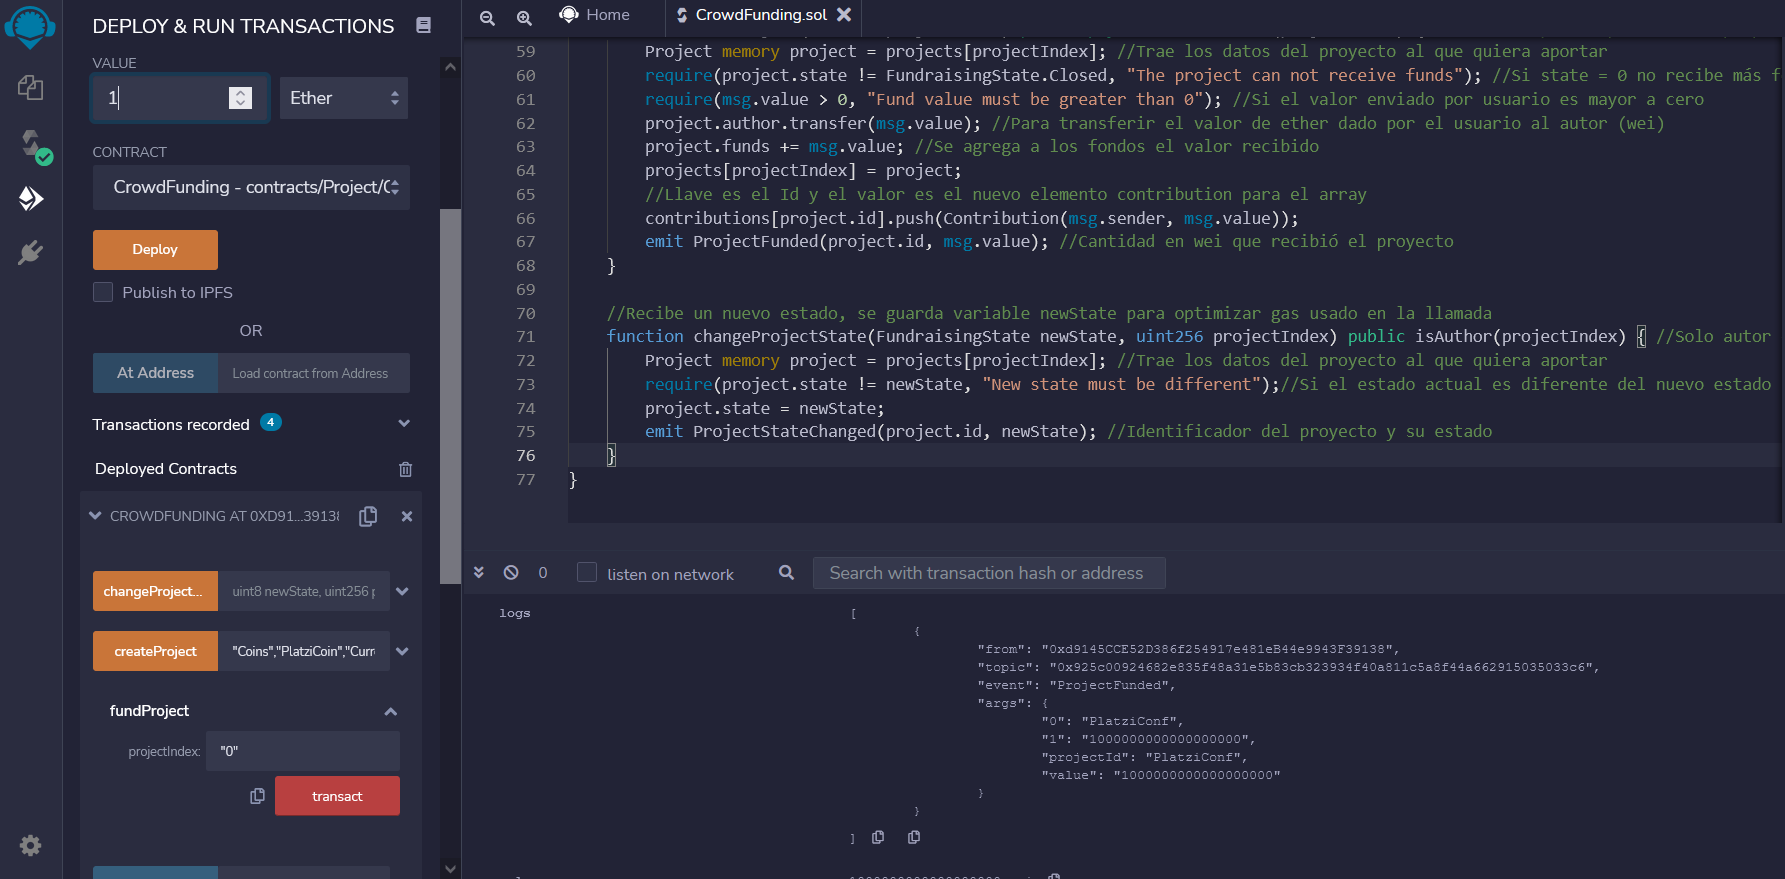 DEPLOY & RUN TRANSACTIONS
VALUE
1
Ether
CONTRACT
CrowdFunding - contracts/Project/C
Deploy
Publish to IPFS
OR
At Address
Load contract from Address
Transactions recorded 4
Deployed Contracts
CROWDFUNDING AT 0XD91...39138
changeProject...
uint8 newState, uint256 p
createProject
"Coins","PlatziCoin","Curr
fundProject
projectIndex:
"0"
transact
Home
CrowdFunding.sol
59 Project memory project = projects[projectIndex]; //Trae los datos del proyecto al que quiera aportar
60 require(project.state != FundraisingState.Closed, "The project can not receive funds"); //Si state = 0 no recibe más f
61 require(msg.value > 0, "Fund value must be greater than 0"); //Si el valor enviado por usuario es mayor a cero
62 project.author.transfer(msg.value); //Para transferir el valor de ether dado por el usuario al autor (wei)
63 project.funds += msg.value; //Se agrega a los fondos el valor recibido
64 projects[projectIndex] = project;
65 //Llave es el Id y el valor es el nuevo elemento contribution para el array
66 contributions[project.id].push(Contribution(msg.sender, msg.value));
67 emit ProjectFunded(project.id, msg.value); //Cantidad en wei que recibió el proyecto
68 }
69
70 //Recibe un nuevo estado, se guarda variable newState para optimizar gas usado en la llamada
71 function changeProjectState(FundraisingState newState, uint256 projectIndex) public isAuthor(projectIndex) { //Solo autor
72 Project memory project = projects[projectIndex]; //Trae los datos del proyecto al que quiera aportar
73 require(project.state != newState, "New state must be different");//Si el estado actual es diferente del nuevo estado
74 project.state = newState;
75 emit ProjectStateChanged(project.id, newState); //Identificador del proyecto y su estado
76 }
77 }
0
listen on network
Search with transaction hash or address
logs
[
{
"from": "0xd9145CCE52D386f254917e481eB44e9943F39138",
"topic": "0x925c00924682e835f48a31e5b83cb323934f40a811c5a8f44a662915035033c6",
"event": "ProjectFunded",
"args": {
"0": "PlatziConf",
"1": "1000000000000000000",
"projectId": "PlatziConf",
"value": "1000000000000000000"
}
}
]